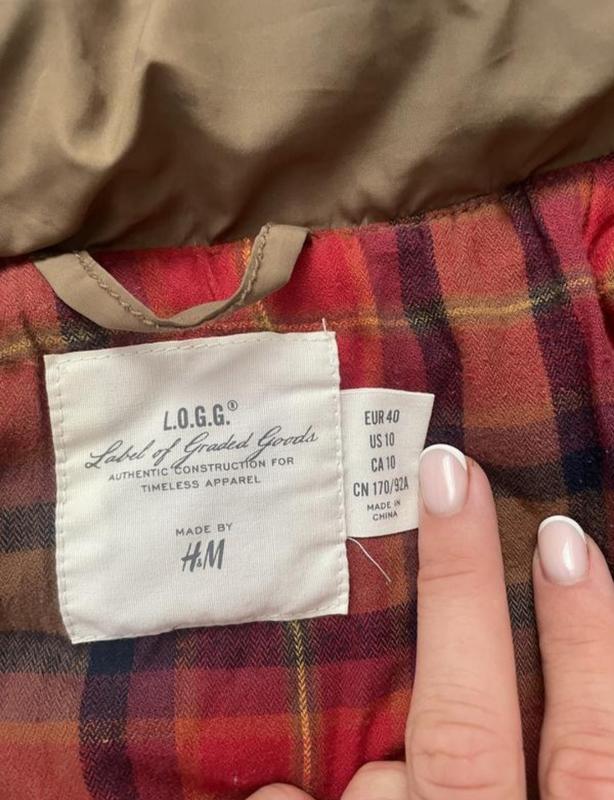 L.O.G.G.®
Label of Graded Goods
AUTHENTIC CONSTRUCTION FOR
TIMELESS APPAREL
MADE BY
H&M
EUR 40
US 10
CA 10
CN 170/92A
MADE IN
CHINA